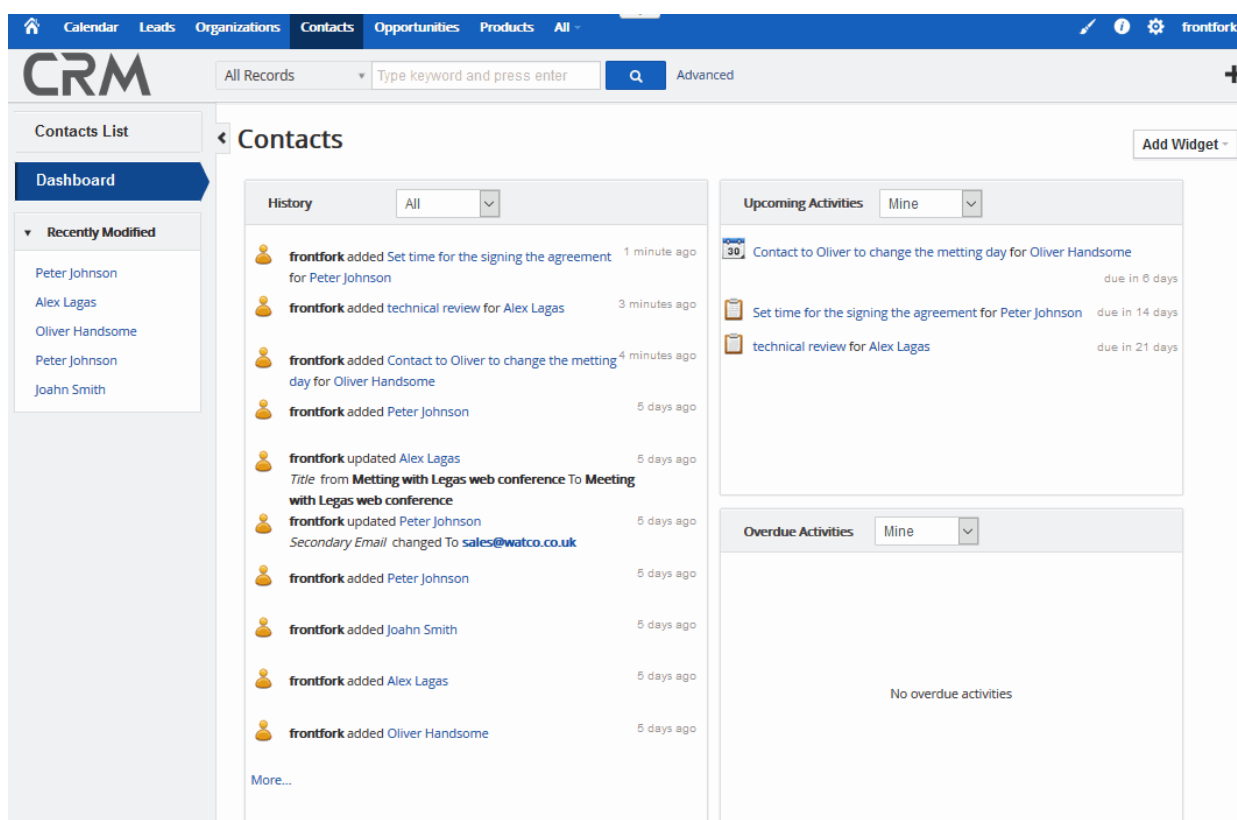 Calendar Leads Organizations Contacts Opportunities Products All frontfork
CRM All Records Type keyword and press enter Advanced
Contacts List
Dashboard
Recently Modified
Peter Johnson
Alex Lagas
Oliver Handsome
Peter Johnson
Joahn Smith
Contacts
Add Widget
History All
frontfork added Set time for the signing the agreement 1 minute ago
for Peter Johnson
frontfork added technical review for Alex Lagas 3 minutes ago
frontfork added Contact to Oliver to change the metting 4 minutes ago
day for Oliver Handsome
frontfork added Peter Johnson 5 days ago
frontfork updated Alex Lagas 5 days ago
Title from Metting with Legas web conference To Meeting
with Legas web conference
frontfork updated Peter Johnson 5 days ago
Secondary Email changed To sales@watco.co.uk
frontfork added Peter Johnson 5 days ago
frontfork added Joahn Smith 5 days ago
frontfork added Alex Lagas 5 days ago
frontfork added Oliver Handsome 5 days ago
More...
Upcoming Activities Mine
30 Contact to Oliver to change the metting day for Oliver Handsome
due in 6 days
Set time for the signing the agreement for Peter Johnson due in 14 days
technical review for Alex Lagas due in 21 days
Overdue Activities Mine
No overdue activities